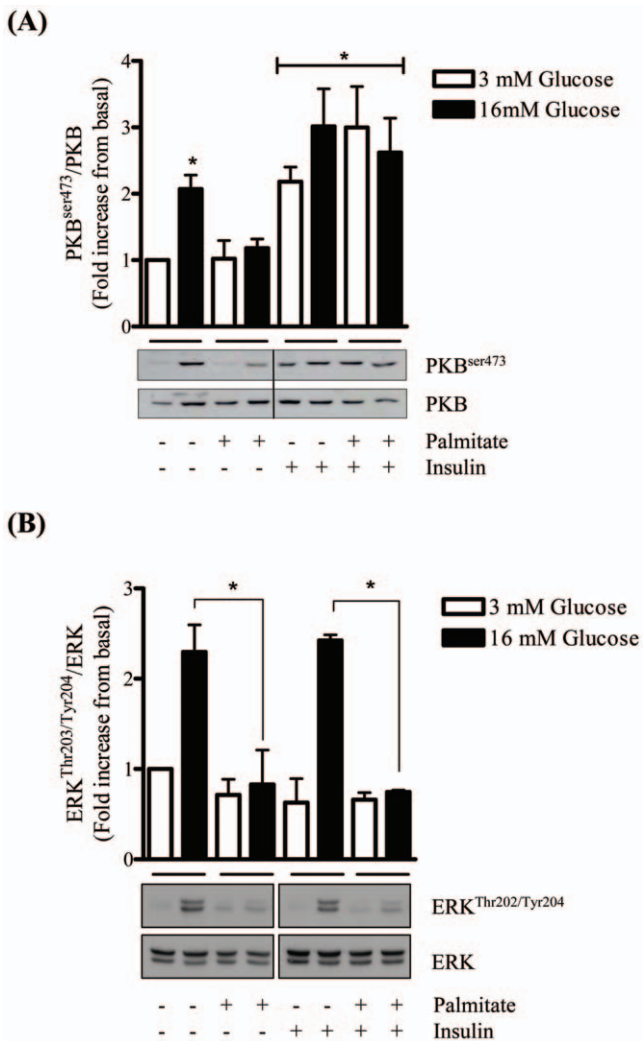 (A)
*
4
3 mM Glucose
16mM Glucose
3
*
2
1
0
PKB^ser473/PKB
(Fold increase from basal)
PKB^ser473
PKB
- - + + - - + + Palmitate
- - - - + + + + Insulin
(B)
3
* *
3 mM Glucose
16 mM Glucose
2
1
0
ERK^Thr203/Tyr204/ERK
(Fold increase from basal)
ERK^Thr202/Tyr204
ERK
- - + + - - + + Palmitate
- - - - + + + + Insulin